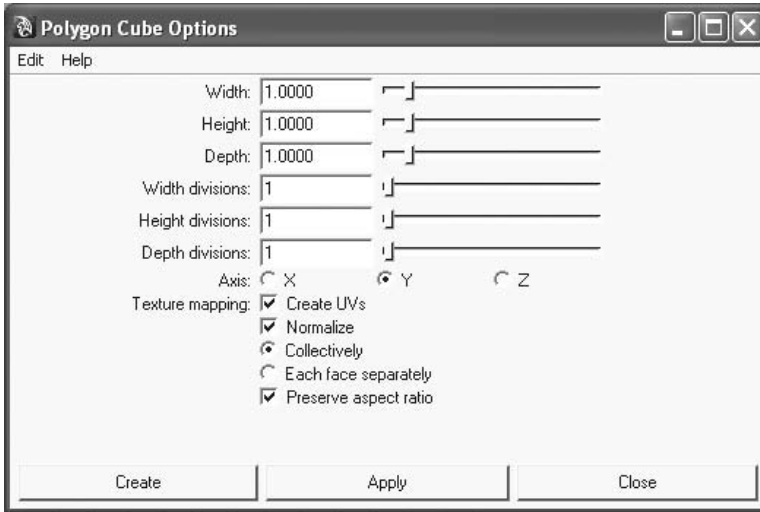 Polygon Cube Options
Edit Help
Width: 1.0000
Height: 1.0000
Depth: 1.0000
Width divisions: 1
Height divisions: 1
Depth divisions: 1
Axis: X Y Z
Texture mapping: Create UVs
Normalize
Collectively
Each face separately
Preserve aspect ratio
Create Apply Close